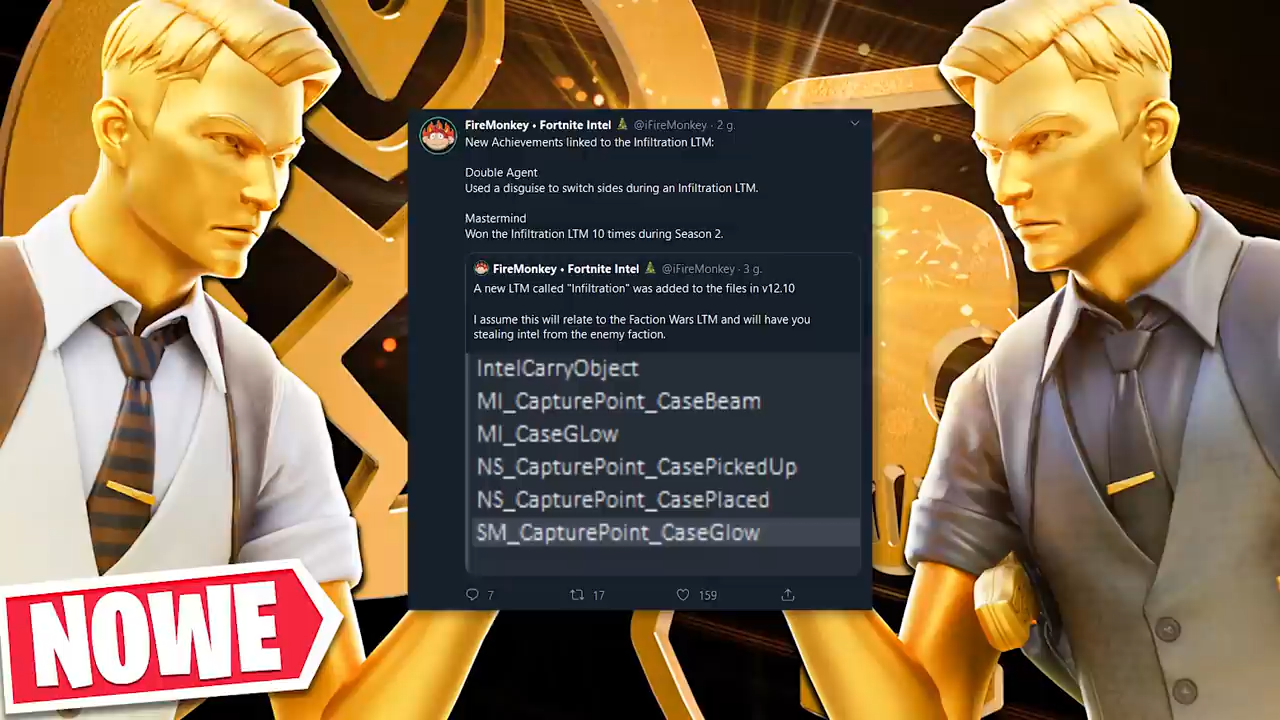 FireMonkey • Fortnite Intel @iFireMonkey · 2 g.
New Achievements linked to the Infiltration LTM:
Double Agent
Used a disguise to switch sides during an Infiltration LTM.
Mastermind
Won the Infiltration LTM 10 times during Season 2.
FireMonkey • Fortnite Intel @iFireMonkey · 3 g.
A new LTM called "Infiltration" was added to the files in v12.10
I assume this will relate to the Faction Wars LTM and will have you
stealing intel from the enemy faction.
IntelCarryObject
MI_CapturePoint_CaseBeam
MI_CaseGLow
NS_CapturePoint_CasePickedUp
NS_CapturePoint_CasePlaced
SM_CapturePoint_CaseGlow
7 17 159
NOWE